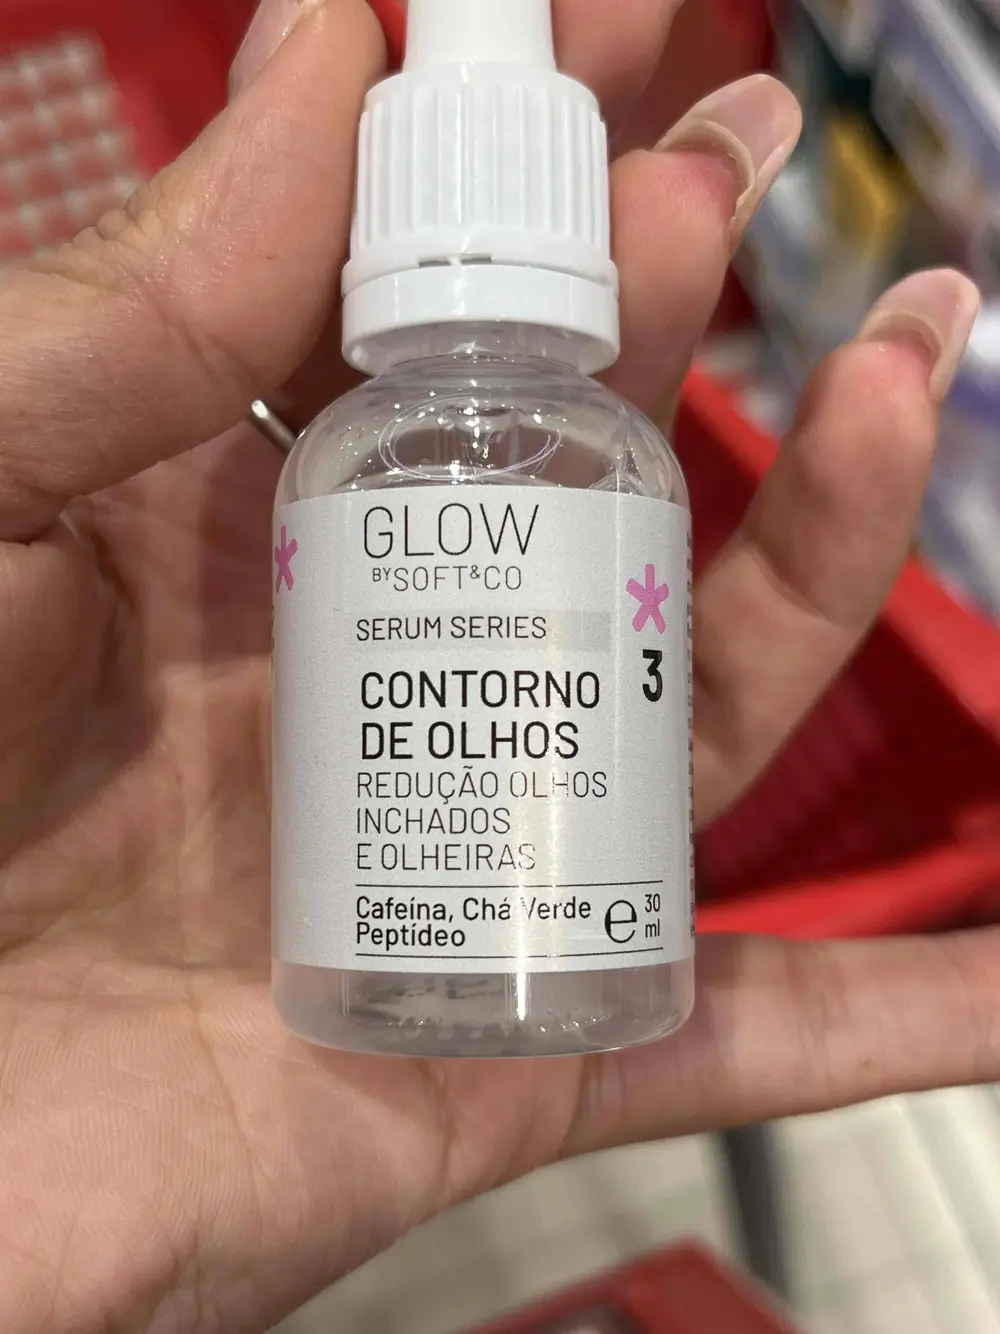 GLOW
BY SOFT&CO
SERUM SERIES
3
CONTORNO
DE OLHOS
REDUÇÃO OLHOS
INCHADOS
E OLHEIRAS
Cafeína, Chá Verde
Peptídeo
e 30
ml